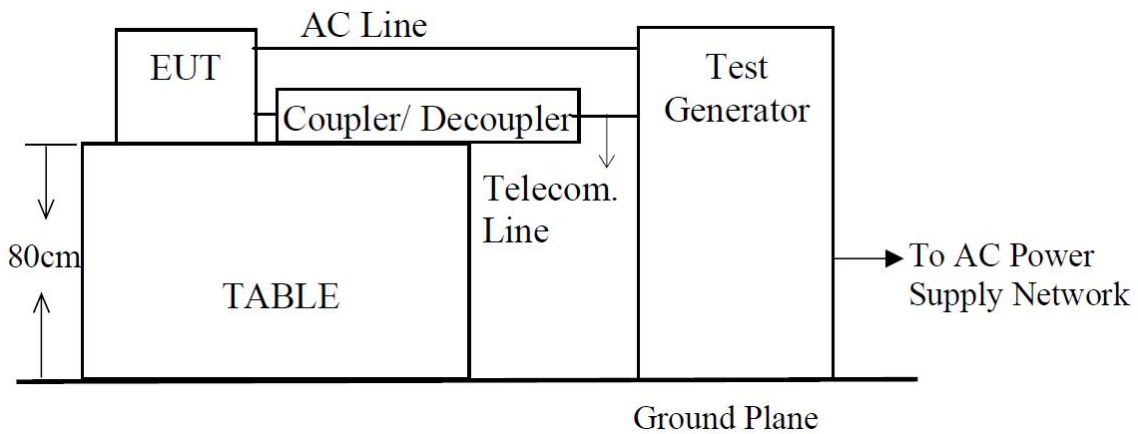 AC Line
EUT
Test
Generator
Coupler/ Decoupler
Telecom.
Line
80cm
TABLE
To AC Power
Supply Network
Ground Plane